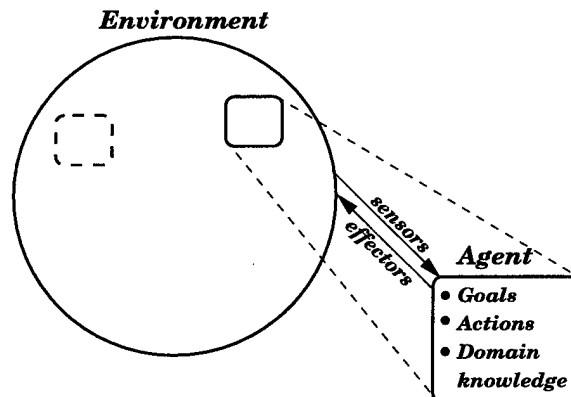 Environment
sensors
effectors
Agent
• Goals
• Actions
• Domain
knowledge